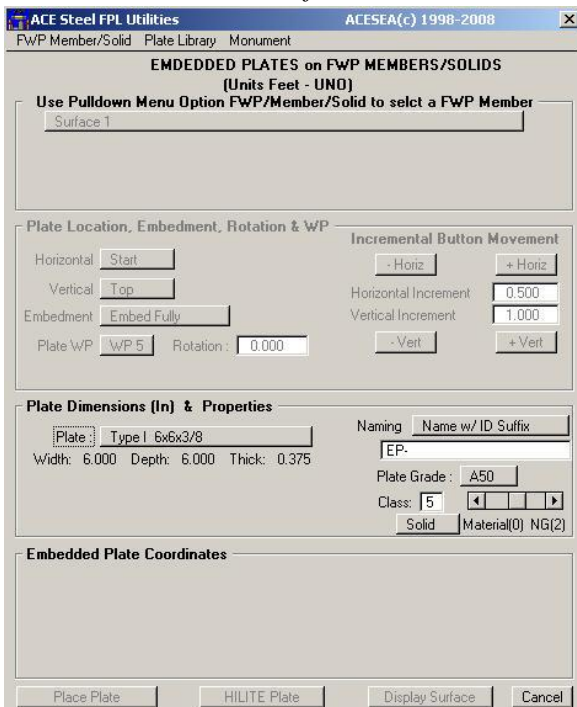 ACE Steel FPL Utilities ACESEA(c) 1998-2008
FWP Member/Solid Plate Library Monument
EMDEDDED PLATES on FWP MEMBERS/SOLIDS
(Units Feet - UNO)
Use Pulldown Menu Option FWP/Member/Solid to selct a FWP Member
Surface 1
Plate Location, Embedment, Rotation & WP
Incremental Button Movement
Horizontal Start - Horiz + Horiz
Vertical Top Horizontal Increment 0.500
Embedment Embed Fully Vertical Increment 1.000
Plate WP WP 5 Rotation : 0.000 - Vert + Vert
Plate Dimensions (In) & Properties
Naming Name w/ ID Suffix
Plate : Type I 6x6x3/8
EP-
Width: 6.000 Depth: 6.000 Thick: 0.375
Plate Grade : A50
Class: 5
Solid Material(0) NG(2)
Embedded Plate Coordinates
Place Plate HILITE Plate Display Surface Cancel